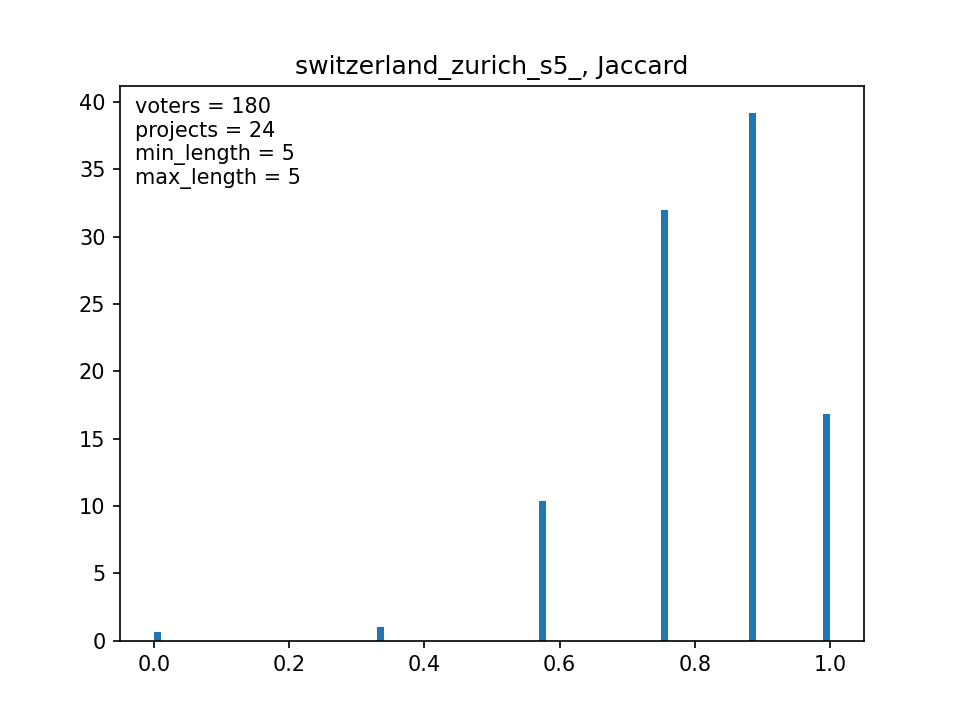 switzerland_zurich_s5_, Jaccard
voters = 180
projects = 24
min_length = 5
max_length = 5
40
35
30
25
20
15
10
5
0
0.0 0.2 0.4 0.6 0.8 1.0